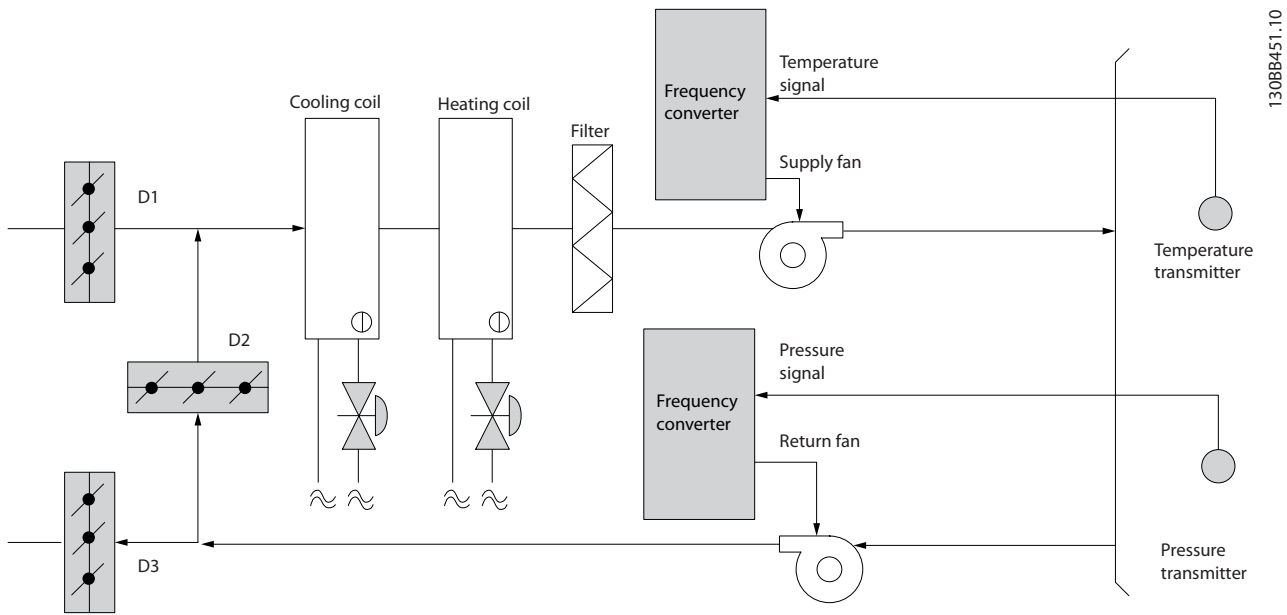 130BB451.10
Temperature
signal
Frequency
converter
Cooling coil
Heating coil
Filter
Supply fan
D1
Temperature
transmitter
D2
Pressure
signal
Frequency
converter
Return fan
D3
Pressure
transmitter